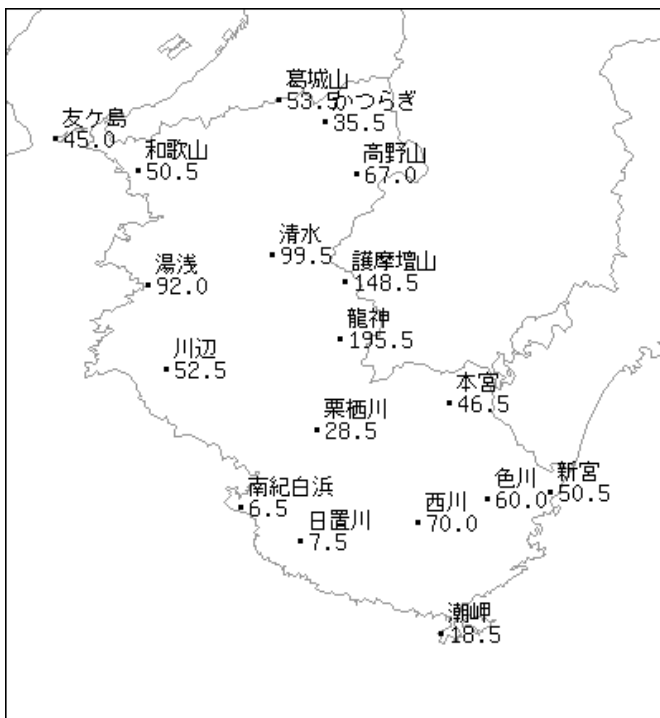 葛城山
53.5
かつらぎ
35.5
友ケ島
45.0
和歌山
50.5
高野山
67.0
清水
99.5
湯浅
92.0
護摩壇山
148.5
龍神
195.5
川辺
52.5
本宮
46.5
栗栖川
28.5
南紀白浜
6.5
日置川
7.5
西川
70.0
色川
60.0
新宮
50.5
潮岬
18.5